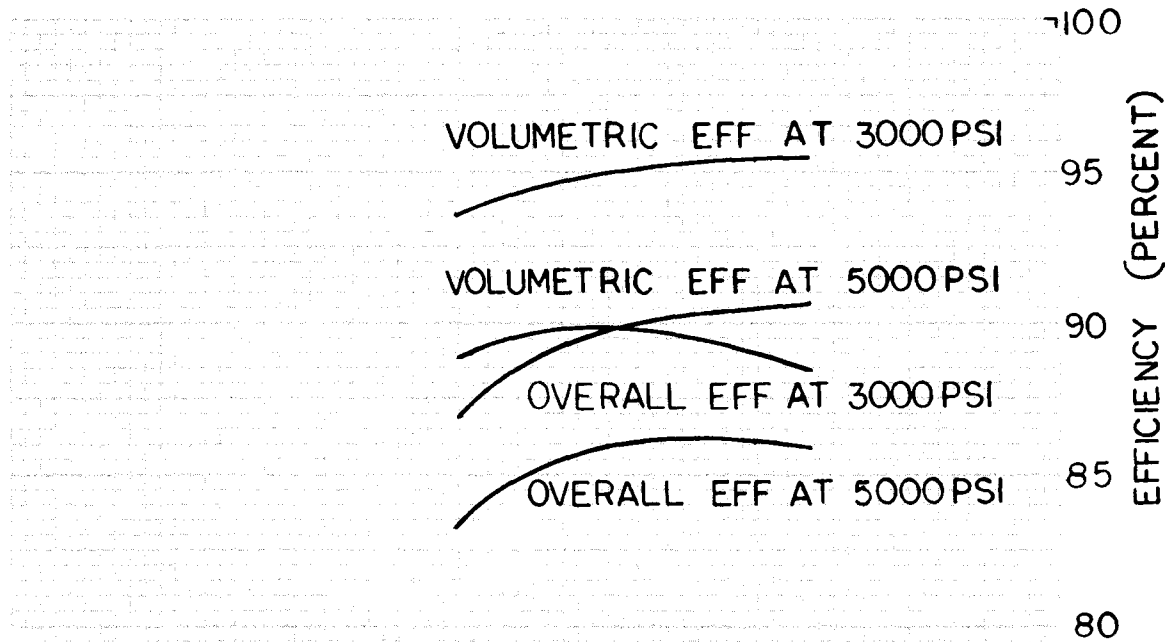 100
VOLUMETRIC EFF AT 3000 PSI
95
VOLUMETRIC EFF AT 5000 PSI
90
OVERALL EFF AT 3000 PSI
85
OVERALL EFF AT 5000 PSI
80
EFFICIENCY (PERCENT)